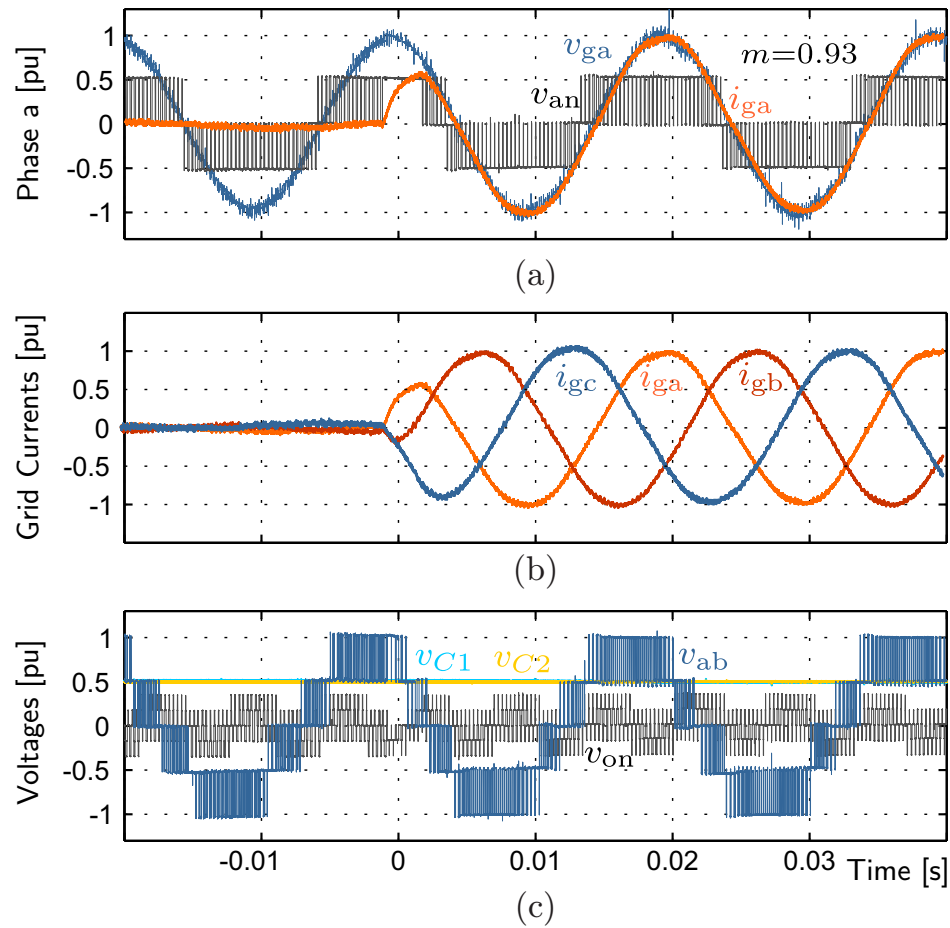 Phase a [pu]
1
0.5
0
-0.5
-1
v_ga
v_an
i_ga
m=0.93
(a)
Grid Currents [pu]
1
0.5
0
-0.5
-1
i_gc
i_ga
i_gb
(b)
Voltages [pu]
1
0.5
0
-0.5
-1
v_C1
v_C2
v_ab
v_on
-0.01 0 0.01 0.02 0.03 Time [s]
(c)